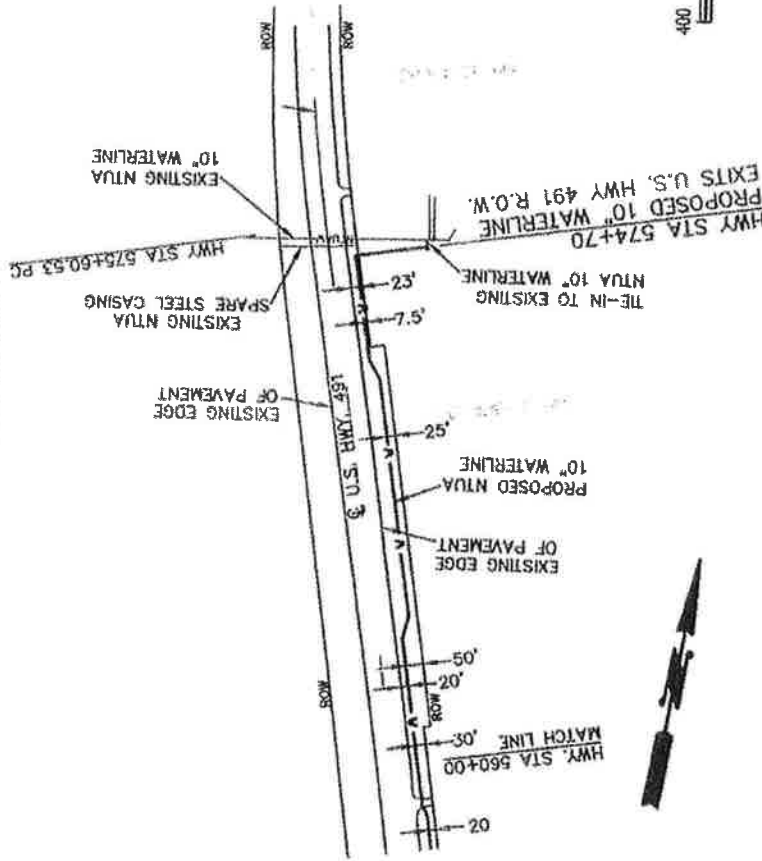 20
HWY. STA 560+00
MATCH LINE
30'
ROW
20'
50'
ROW
EXISTING EDGE
OF PAVEMENT
PROPOSED NTUA
10" WATERLINE
25'
℄ U.S. HWY. 491
EXISTING EDGE
OF PAVEMENT
7.5'
23'
TIE-IN TO EXISTING
NTUA 10" WATERLINE
EXISTING NTUA
SPARE STEEL CASING
HWY STA 574+70
PROPOSED 10" WATERLINE
EXITS U.S. HWY 491 R.O.W.
HWY STA 575+60.53 PC
EXISTING NTUA
10" WATERLINE
ROW
ROW
400
N